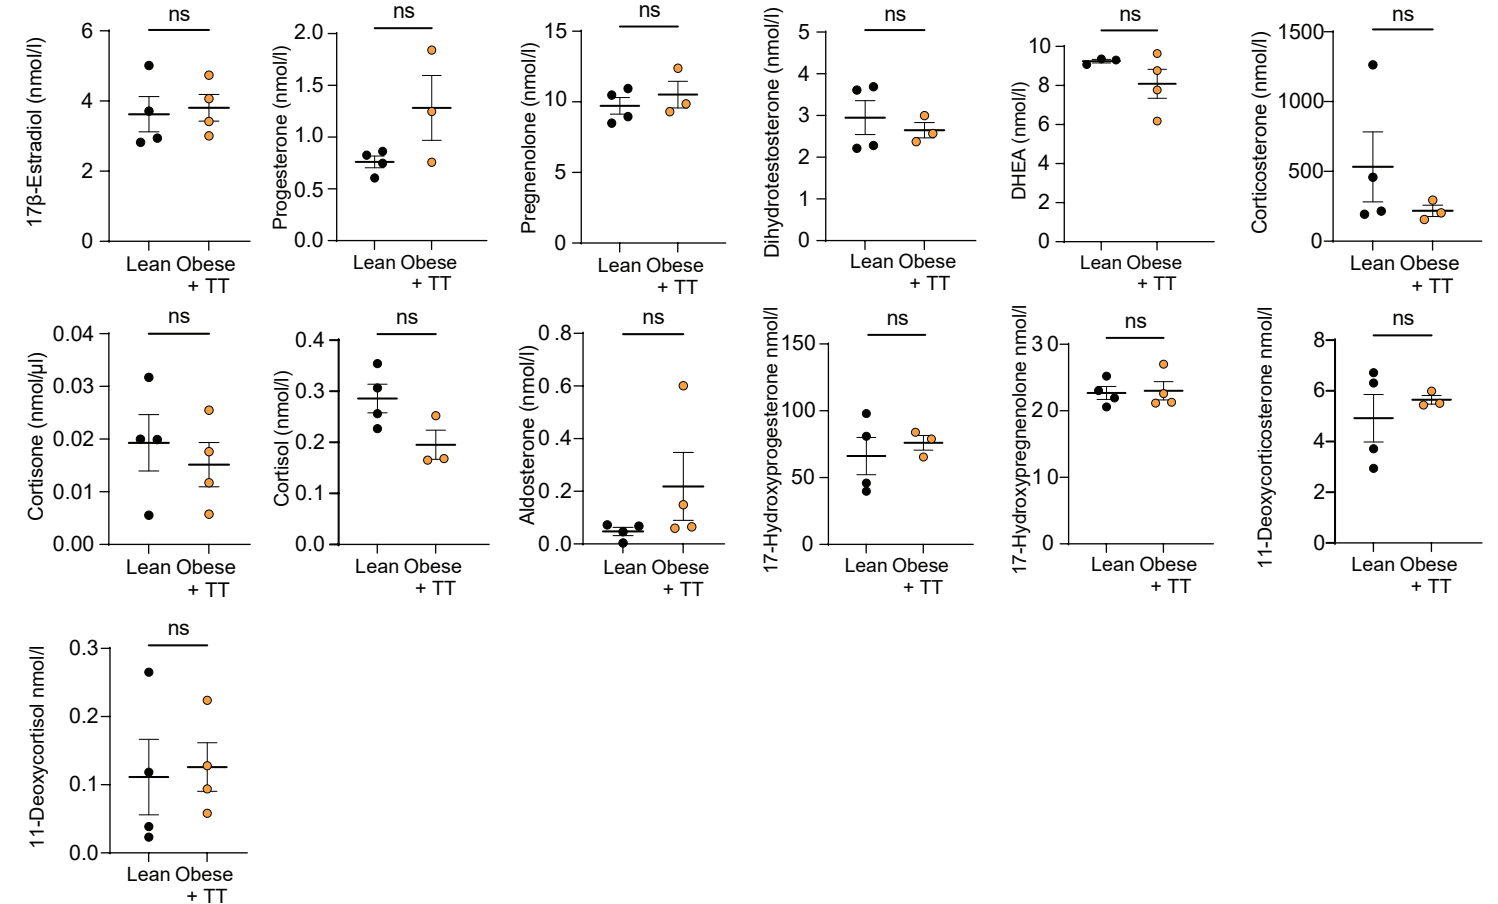 ns
17β-Estradiol (nmol/l)
6
4
2
0
Lean Obese
+ TT
ns
Progesterone (nmol/l)
2.0
1.5
1.0
0.5
0.0
Lean Obese
+ TT
ns
Pregnenolone (nmol/l)
15
10
5
0
Lean Obese
+ TT
ns
Dihydrotestosterone (nmol/l)
5
4
3
2
1
0
Lean Obese
+ TT
ns
DHEA (nmol/l)
10
8
6
4
2
0
Lean Obese
+ TT
ns
Corticosterone (nmol/l)
1500
1000
500
0
Lean Obese
+ TT
ns
Cortisone (nmol/µl)
0.04
0.03
0.02
0.01
0.00
Lean Obese
+ TT
ns
Cortisol (nmol/l)
0.4
0.3
0.2
0.1
0.0
Lean Obese
+ TT
ns
Aldosterone (nmol/l)
0.8
0.6
0.4
0.2
0.0
Lean Obese
+ TT
ns
17-Hydroxyprogesterone nmol/l
150
100
50
0
Lean Obese
+ TT
ns
17-Hydroxypregnenolone nmol/l
30
20
10
0
Lean Obese
+ TT
ns
11-Deoxycorticosterone nmol/l
8
6
4
2
0
Lean Obese
+ TT
ns
11-Deoxycortisol nmol/l
0.3
0.2
0.1
0.0
Lean Obese
+ TT